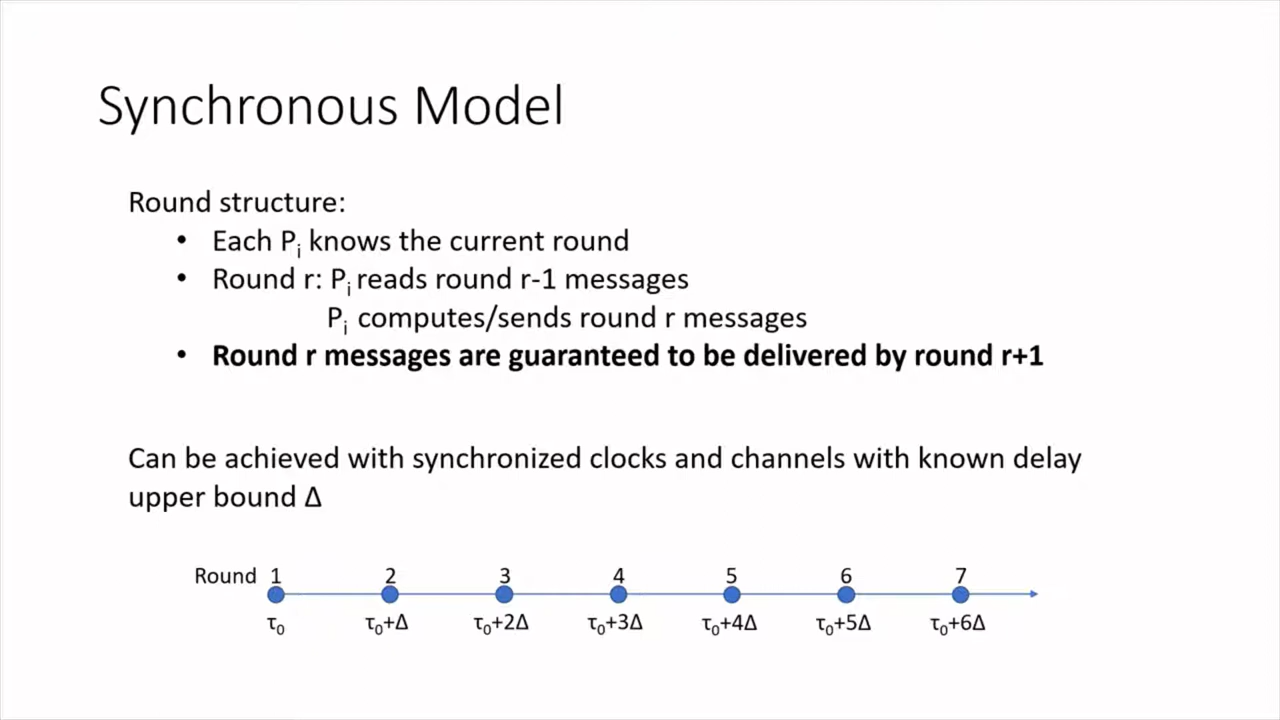 Synchronous Model
Round structure:
• Each Pᵢ knows the current round
• Round r: Pᵢ reads round r-1 messages
Pᵢ computes/sends round r messages
• Round r messages are guaranteed to be delivered by round r+1
Can be achieved with synchronized clocks and channels with known delay
upper bound Δ
Round 1 2 3 4 5 6 7
τ₀ τ₀+Δ τ₀+2Δ τ₀+3Δ τ₀+4Δ τ₀+5Δ τ₀+6Δ